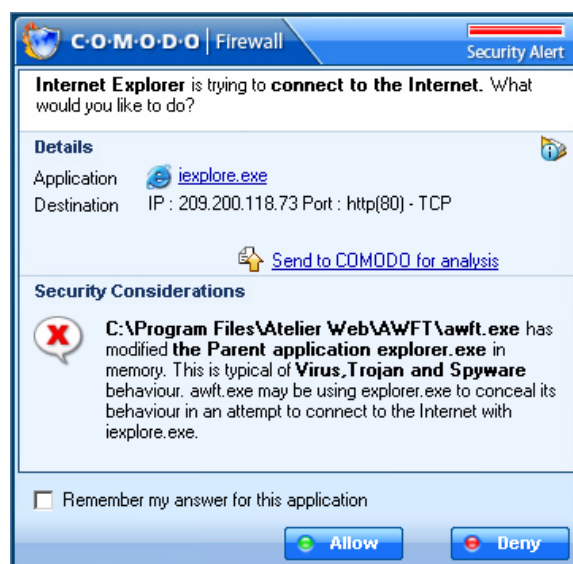 C·O·M·O·D·O | Firewall
Security Alert
Internet Explorer is trying to connect to the Internet. What
would you like to do?
Details
Application iexplore.exe
Destination IP : 209.200.118.73 Port : http(80) - TCP
Send to COMODO for analysis
Security Considerations
C:\Program Files\Atelier Web\AWFT\awft.exe has
modified the Parent application explorer.exe in
memory. This is typical of Virus,Trojan and Spyware
behaviour. awft.exe may be using explorer.exe to conceal its
behaviour in an attempt to connect to the Internet with
iexplore.exe.
Remember my answer for this application
Allow Deny